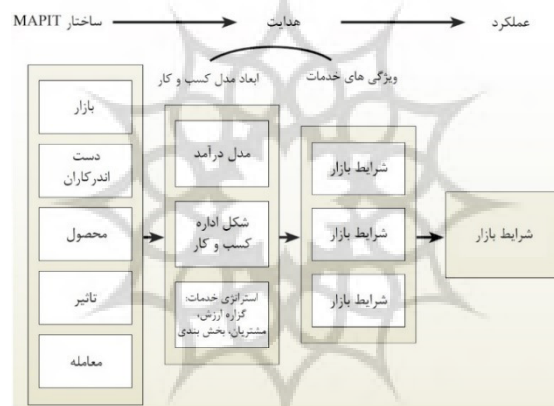 ساختار MAPIT
هدایت
عملکرد
ابعاد مدل کسب و کار
ویژگی های خدمات
بازار
دست
اندرکاران
محصول
تاثیر
معامله
مدل درآمد
شکل اداره
کسب و کار
استراتژی خدمات:
گزاره ارزش،
مشتریان، بخش بندی
شرایط بازار
شرایط بازار
شرایط بازار
شرایط بازار